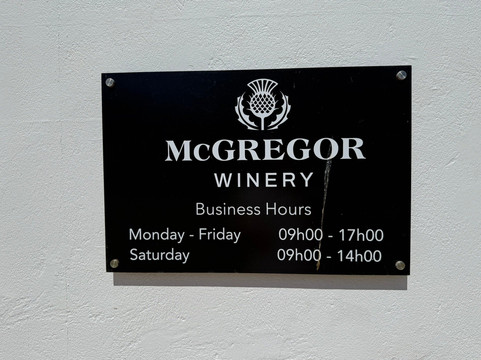 McGREGOR
WINERY
Business Hours
Monday - Friday 09h00 - 17h00
Saturday 09h00 - 14h00